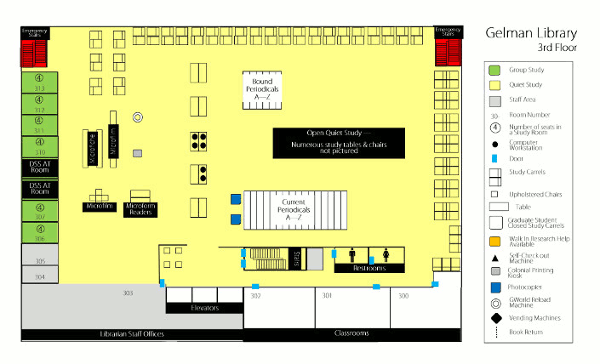 Gelman Library
3rd Floor
Emergency
Stairs
Emergency
Stairs
4
313
4
312
4
311
4
310
DSS AT
Room
DSS AT
Room
4
307
4
306
305
304
Microfiche
Microfilm
Microfilm
Microform
Readers
Bound
Periodicals
A—Z
Open Quiet Study —
Numerous study tables & chairs
not pictured
Current
Periodicals
A—Z
Stairs
Restrooms
303
302
301
300
Elevators
Librarian Staff Offices
Classrooms
Group Study
Quiet Study
Staff Area
30- Room Number
4 Number of seats in
a Study Room
Computer
Workstation
Door
Study Carrels
Upholstered Chairs
Table
Graduate Student
Closed Study Carrels
Walk In Research Help
Available
Self-Check out
Machine
Colonial Printing
Kiosk
Photocopier
GWorld Reload
Machine
Vending Machines
Book Return